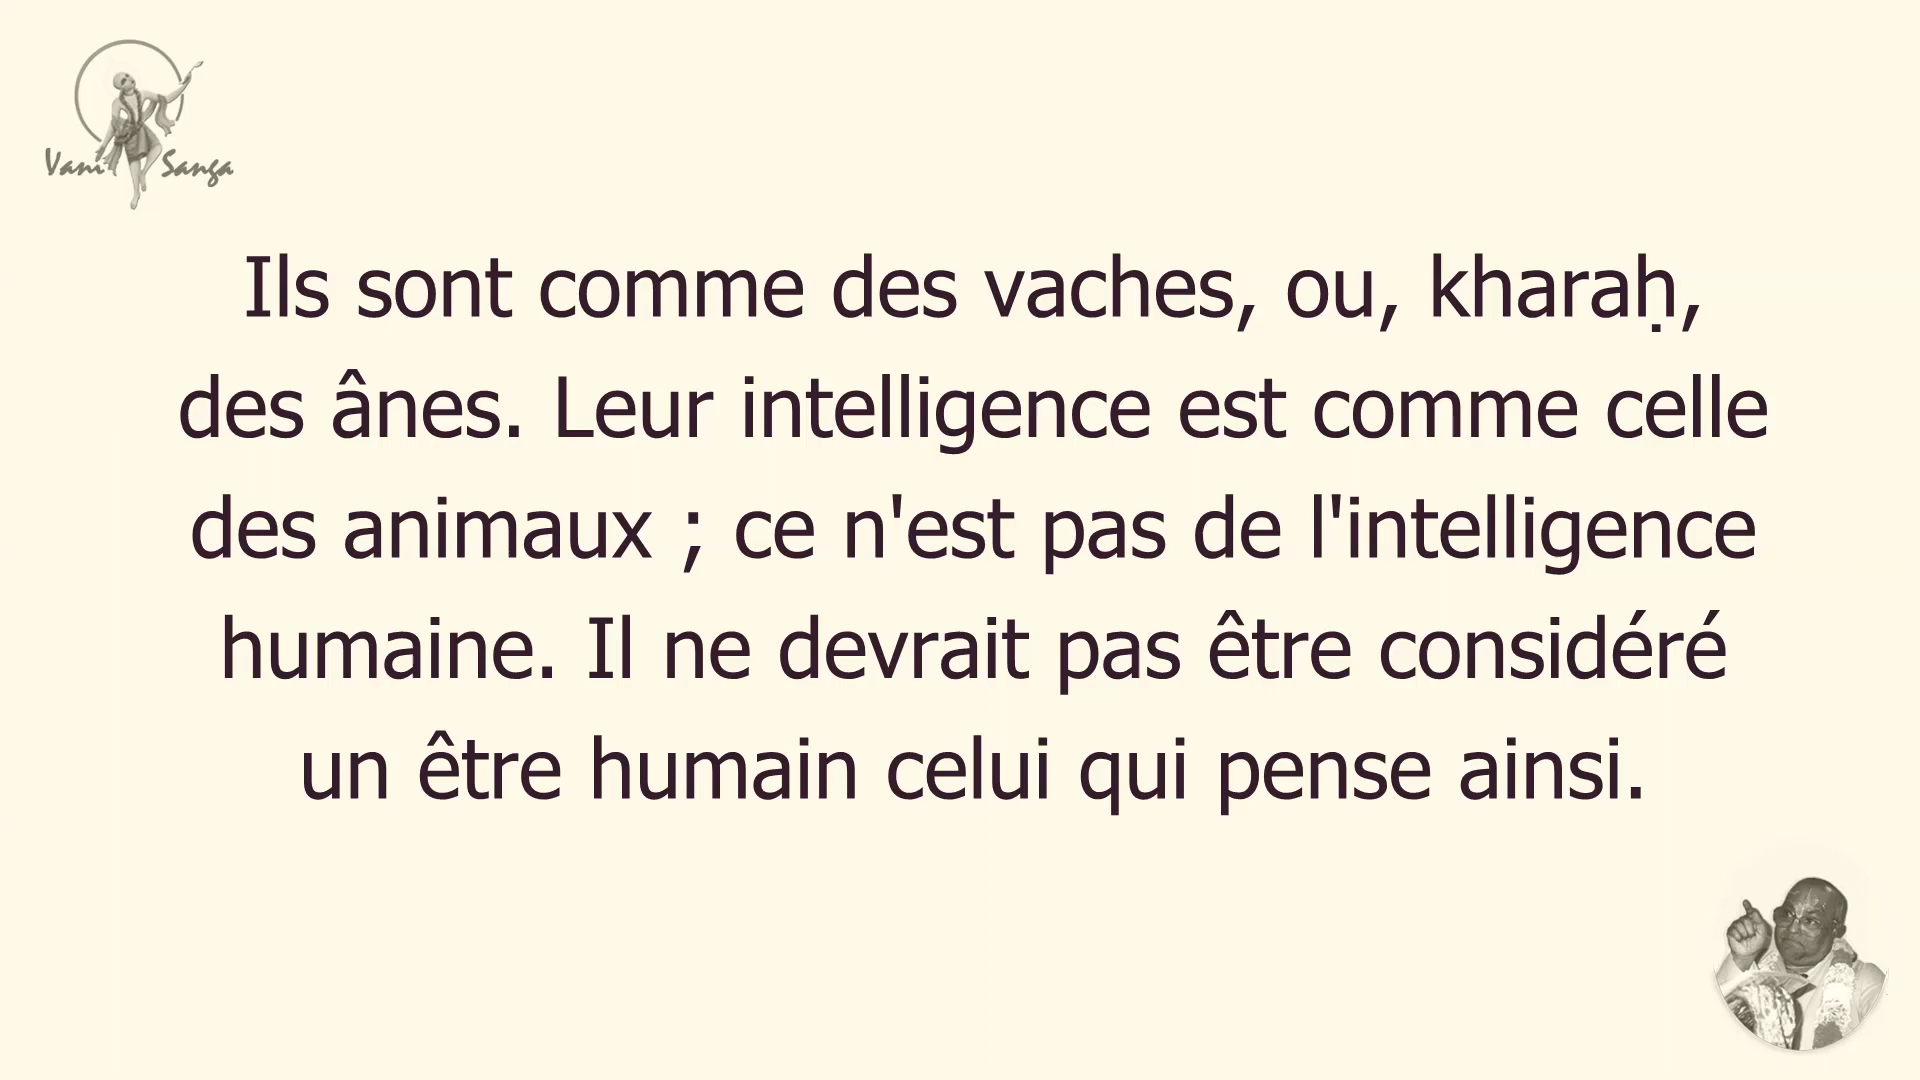 Vani Sanga
Ils sont comme des vaches, ou, kharaḥ,
des ânes. Leur intelligence est comme celle
des animaux ; ce n'est pas de l'intelligence
humaine. Il ne devrait pas être considéré
un être humain celui qui pense ainsi.